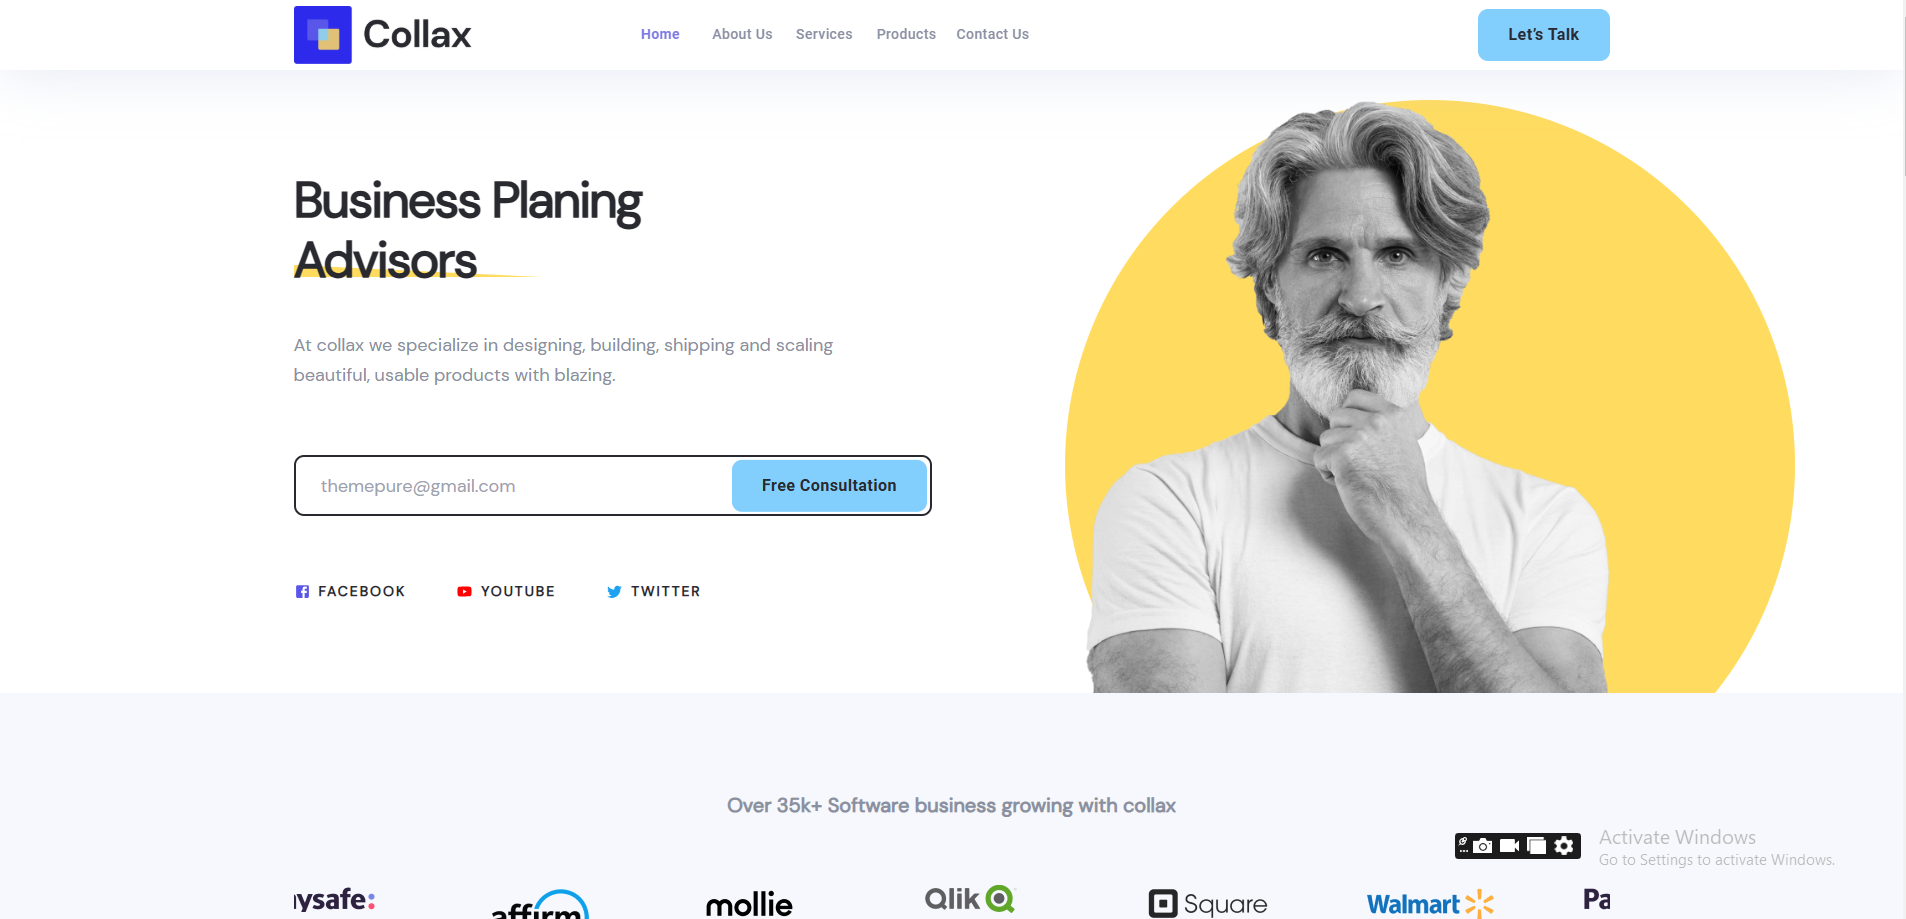 Collax
Home About Us Services Products Contact Us
Let's Talk
Business Planing
Advisors
At collax we specialize in designing, building, shipping and scaling
beautiful, usable products with blazing.
themepure@gmail.com
Free Consultation
FACEBOOK YOUTUBE TWITTER
Over 35k+ Software business growing with collax
Activate Windows
Go to Settings to activate Windows.
ysafe: affirm mollie Qlik Square Walmart Pa